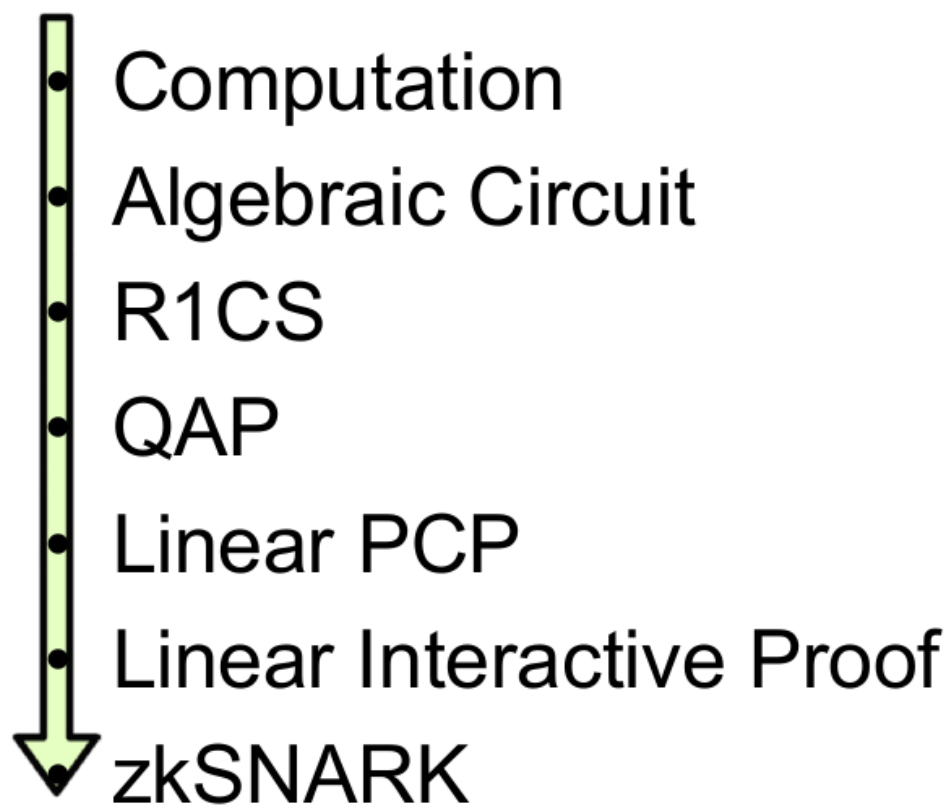 Computation
Algebraic Circuit
R1CS
QAP
Linear PCP
Linear Interactive Proof
zkSNARK